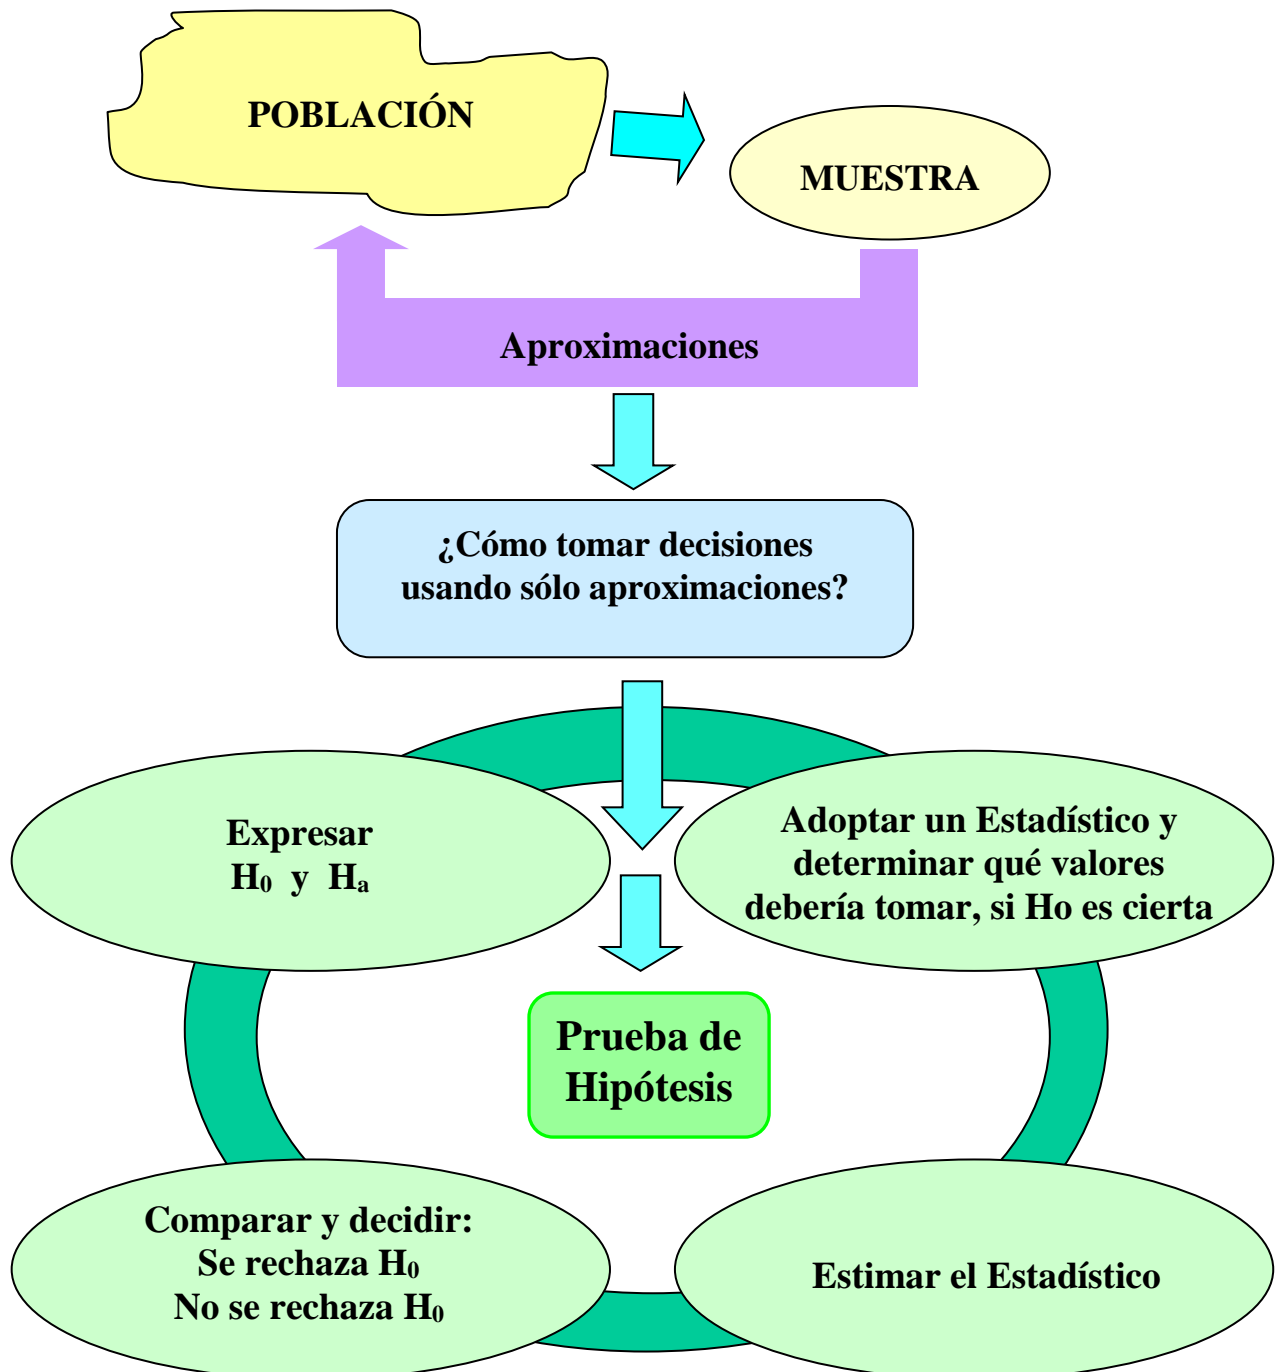 POBLACIÓN
MUESTRA
Aproximaciones
¿Cómo tomar decisiones
usando sólo aproximaciones?
Expresar
H₀ y Hₐ
Adoptar un Estadístico y
determinar qué valores
debería tomar, si Ho es cierta
Prueba de
Hipótesis
Comparar y decidir:
Se rechaza H₀
No se rechaza H₀
Estimar el Estadístico